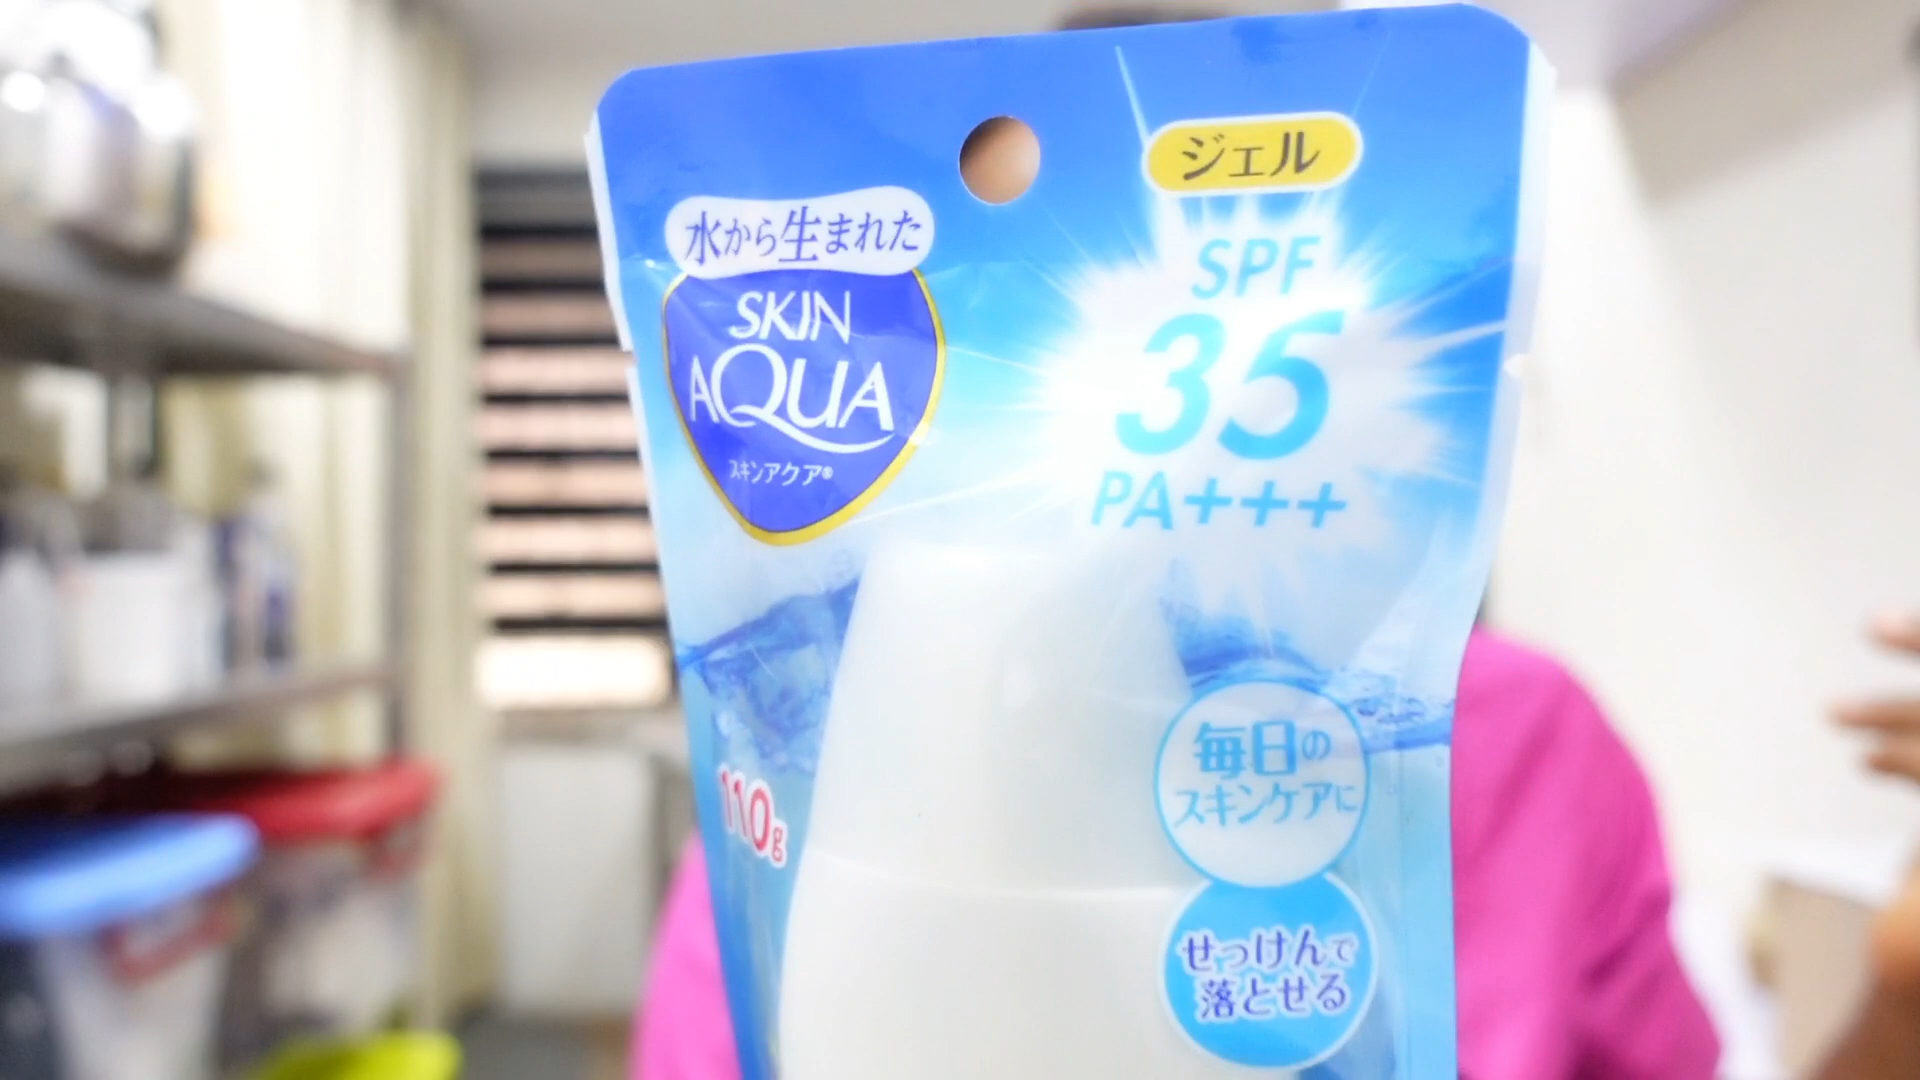 ジェル
水から生まれた
SKIN
AQUA
スキンアクア®
SPF
35
PA+++
110g
毎日の
スキンケアに
せっけんで
落とせる